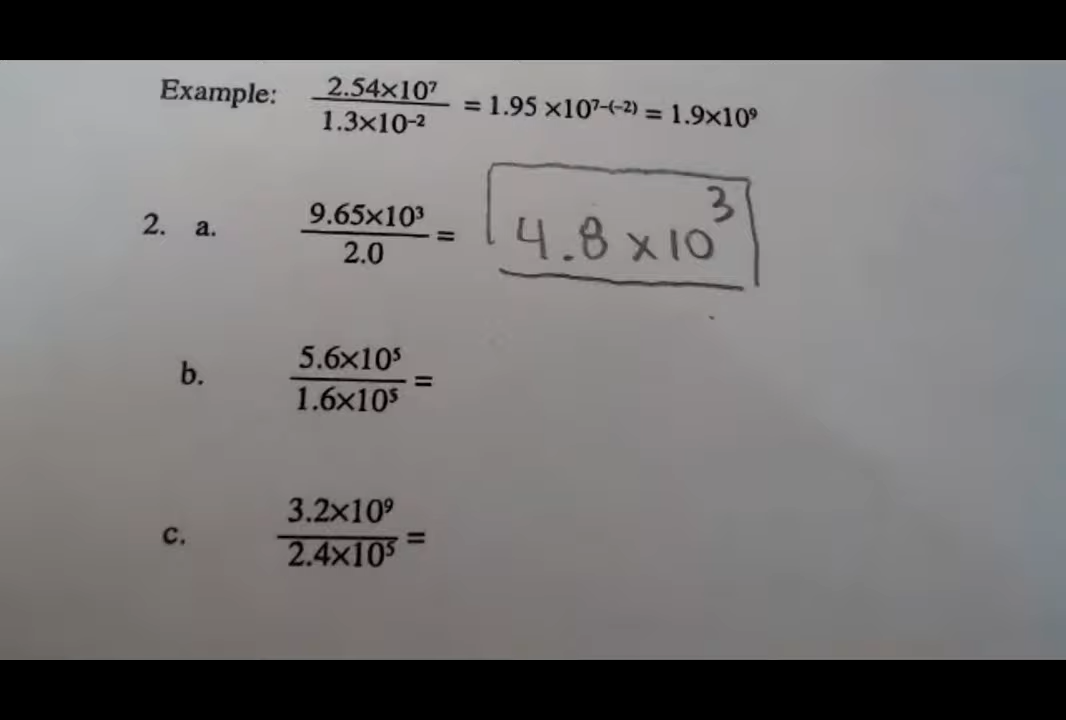 Example: 2.54×10⁷ / 1.3×10⁻² = 1.95 ×10⁷⁻⁽⁻²⁾ = 1.9×10⁹
2. a. 9.65×10³ / 2.0 = 4.8 ×10³
b. 5.6×10⁵ / 1.6×10⁵ =
c. 3.2×10⁹ / 2.4×10⁵ =